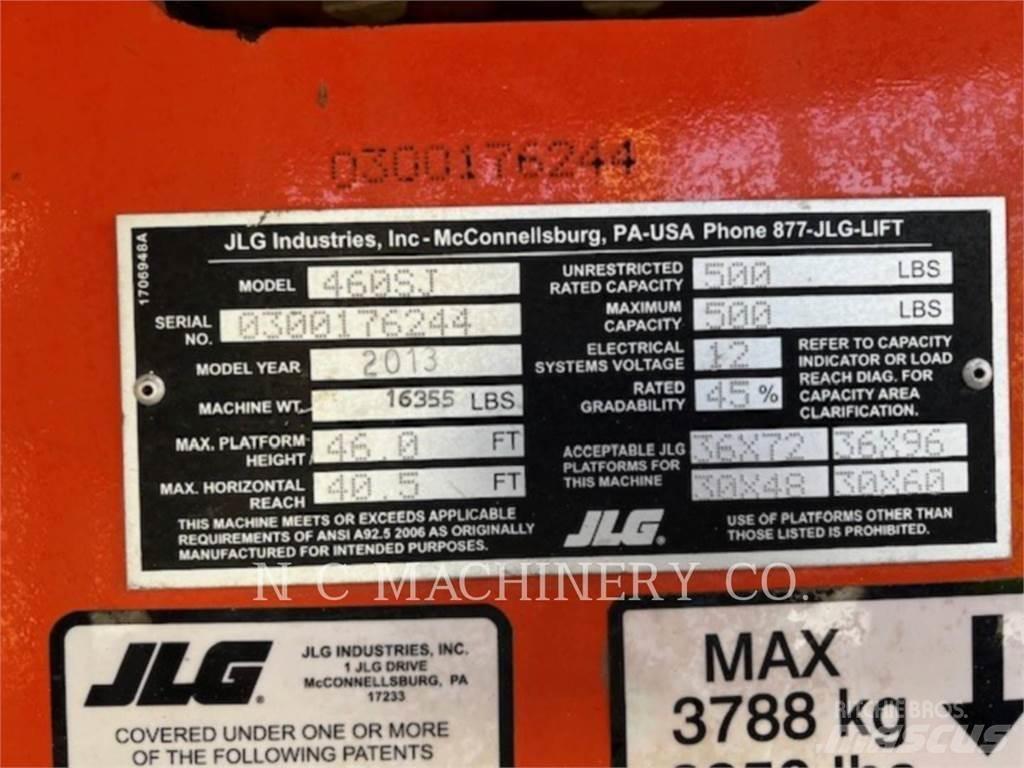 0300176244
1706948A
JLG Industries, Inc - McConnellsburg, PA-USA Phone 877-JLG-LIFT
MODEL 460SJ
SERIAL NO. 0300176244
MODEL YEAR 2013
MACHINE WT. 16355 LBS
MAX. PLATFORM HEIGHT 46.0 FT
MAX. HORIZONTAL REACH 40.5 FT
THIS MACHINE MEETS OR EXCEEDS APPLICABLE
REQUIREMENTS OF ANSI A92.5 2006 AS ORIGINALLY
MANUFACTURED FOR INTENDED PURPOSES.
UNRESTRICTED
RATED CAPACITY 500 LBS
MAXIMUM
CAPACITY 500 LBS
ELECTRICAL
SYSTEMS VOLTAGE 12
RATED
GRADABILITY 45 %
REFER TO CAPACITY
INDICATOR OR LOAD
REACH DIAG. FOR
CAPACITY AREA
CLARIFICATION.
ACCEPTABLE JLG
PLATFORMS FOR
THIS MACHINE
36X72 36X96
30X48 30X60
JLG®
USE OF PLATFORMS OTHER THAN
THOSE LISTED IS PROHIBITED.
N C MACHINERY CO.
JLG®
JLG INDUSTRIES, INC.
1 JLG DRIVE
McCONNELLSBURG, PA
17233
COVERED UNDER ONE OR MORE
OF THE FOLLOWING PATENTS
MAX
3788 kg
RITCHIE BROS.
MASCUS